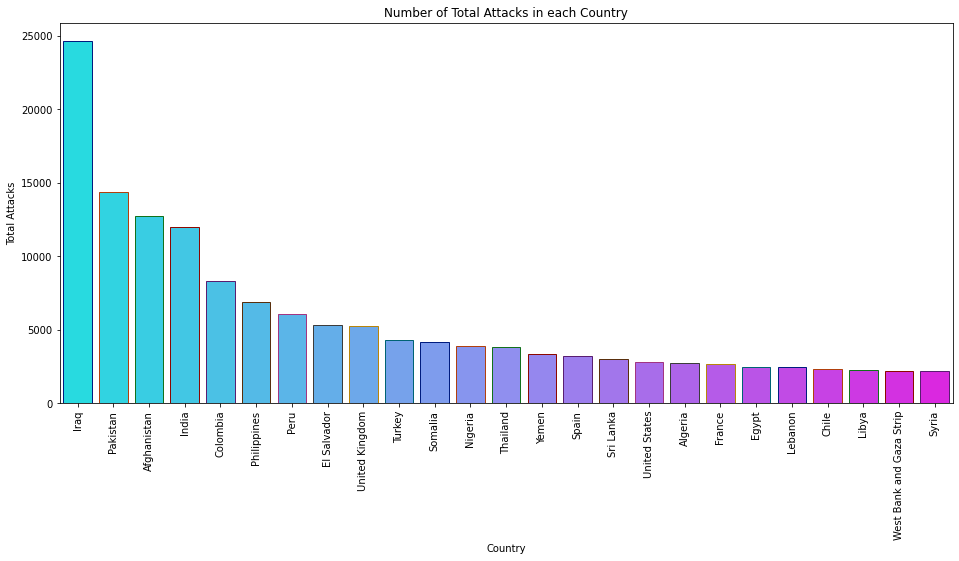 Number of Total Attacks in each Country
Total Attacks
25000
20000
15000
10000
5000
0
Iraq
Pakistan
Afghanistan
India
Colombia
Philippines
Peru
El Salvador
United Kingdom
Turkey
Somalia
Nigeria
Thailand
Yemen
Spain
Sri Lanka
United States
Algeria
France
Egypt
Lebanon
Chile
Libya
West Bank and Gaza Strip
Syria
Country